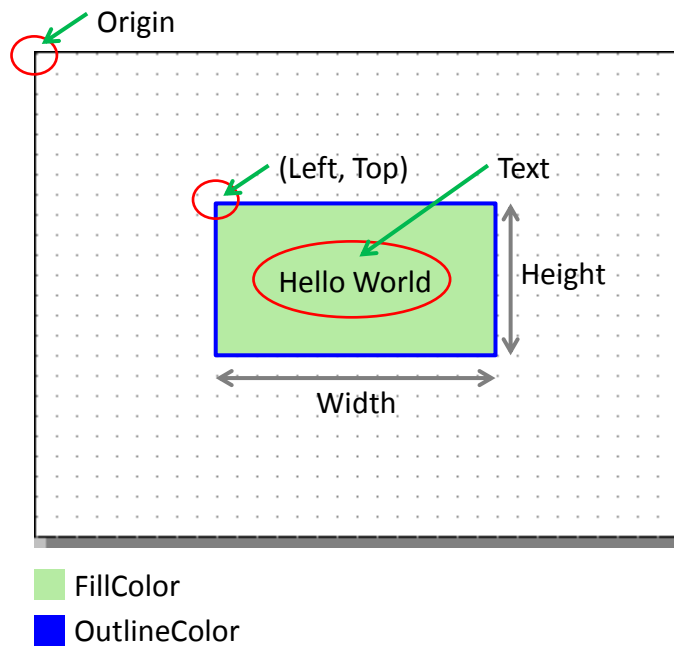 Origin
(Left, Top)
Text
Hello World
Height
Width
FillColor
OutlineColor